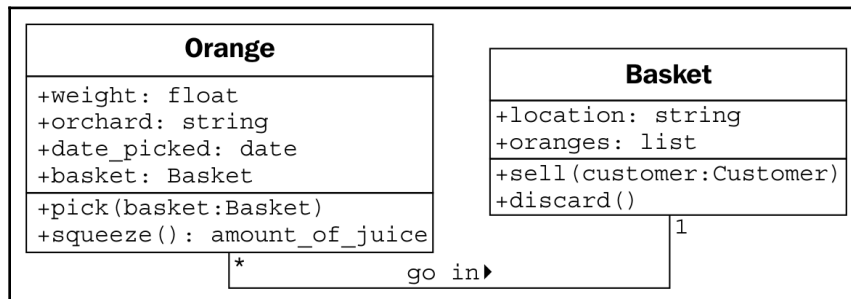 Orange
+weight: float
+orchard: string
+date_picked: date
+basket: Basket
+pick(basket:Basket)
+squeeze(): amount_of_juice
Basket
+location: string
+oranges: list
+sell(customer:Customer)
+discard()
*
go in▶
1